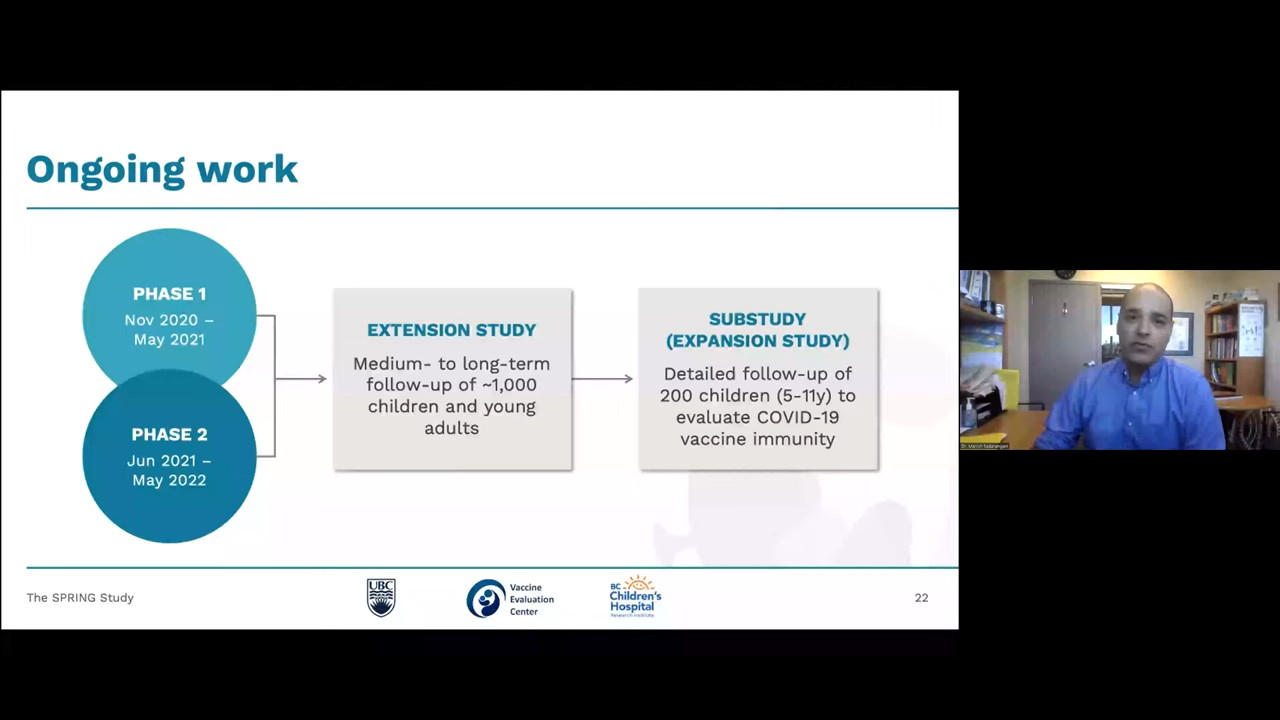 Ongoing work
PHASE 1
Nov 2020 –
May 2021
PHASE 2
Jun 2021 –
May 2022
EXTENSION STUDY
Medium- to long-term
follow-up of ~1,000
children and young
adults
SUBSTUDY
(EXPANSION STUDY)
Detailed follow-up of
200 children (5-11y) to
evaluate COVID-19
vaccine immunity
The SPRING Study
UBC
Vaccine
Evaluation
Center
BC
Children's
Hospital
Research Institute
22
Dr. Manish Sadarangani